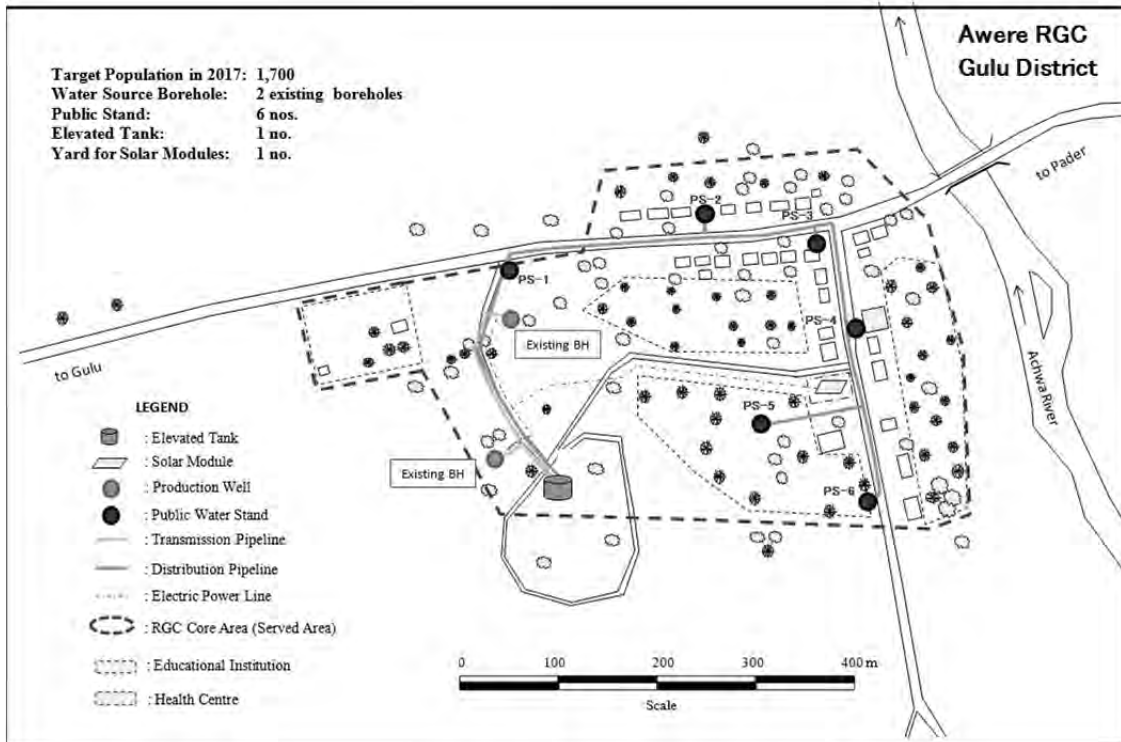 Awere RGC
Gulu District
Target Population in 2017: 1,700
Water Source Borehole: 2 existing boreholes
Public Stand: 6 nos.
Elevated Tank: 1 no.
Yard for Solar Modules: 1 no.
to Pader
PS-2
PS-3
PS-1
PS-4
Existing BH
to Gulu
Achwa River
PS-5
Existing BH
PS-6
LEGEND
: Elevated Tank
: Solar Module
: Production Well
: Public Water Stand
: Transmission Pipeline
: Distribution Pipeline
: Electric Power Line
: RGC Core Area (Served Area)
: Educational Institution
: Health Centre
0 100 200 300 400 m
Scale